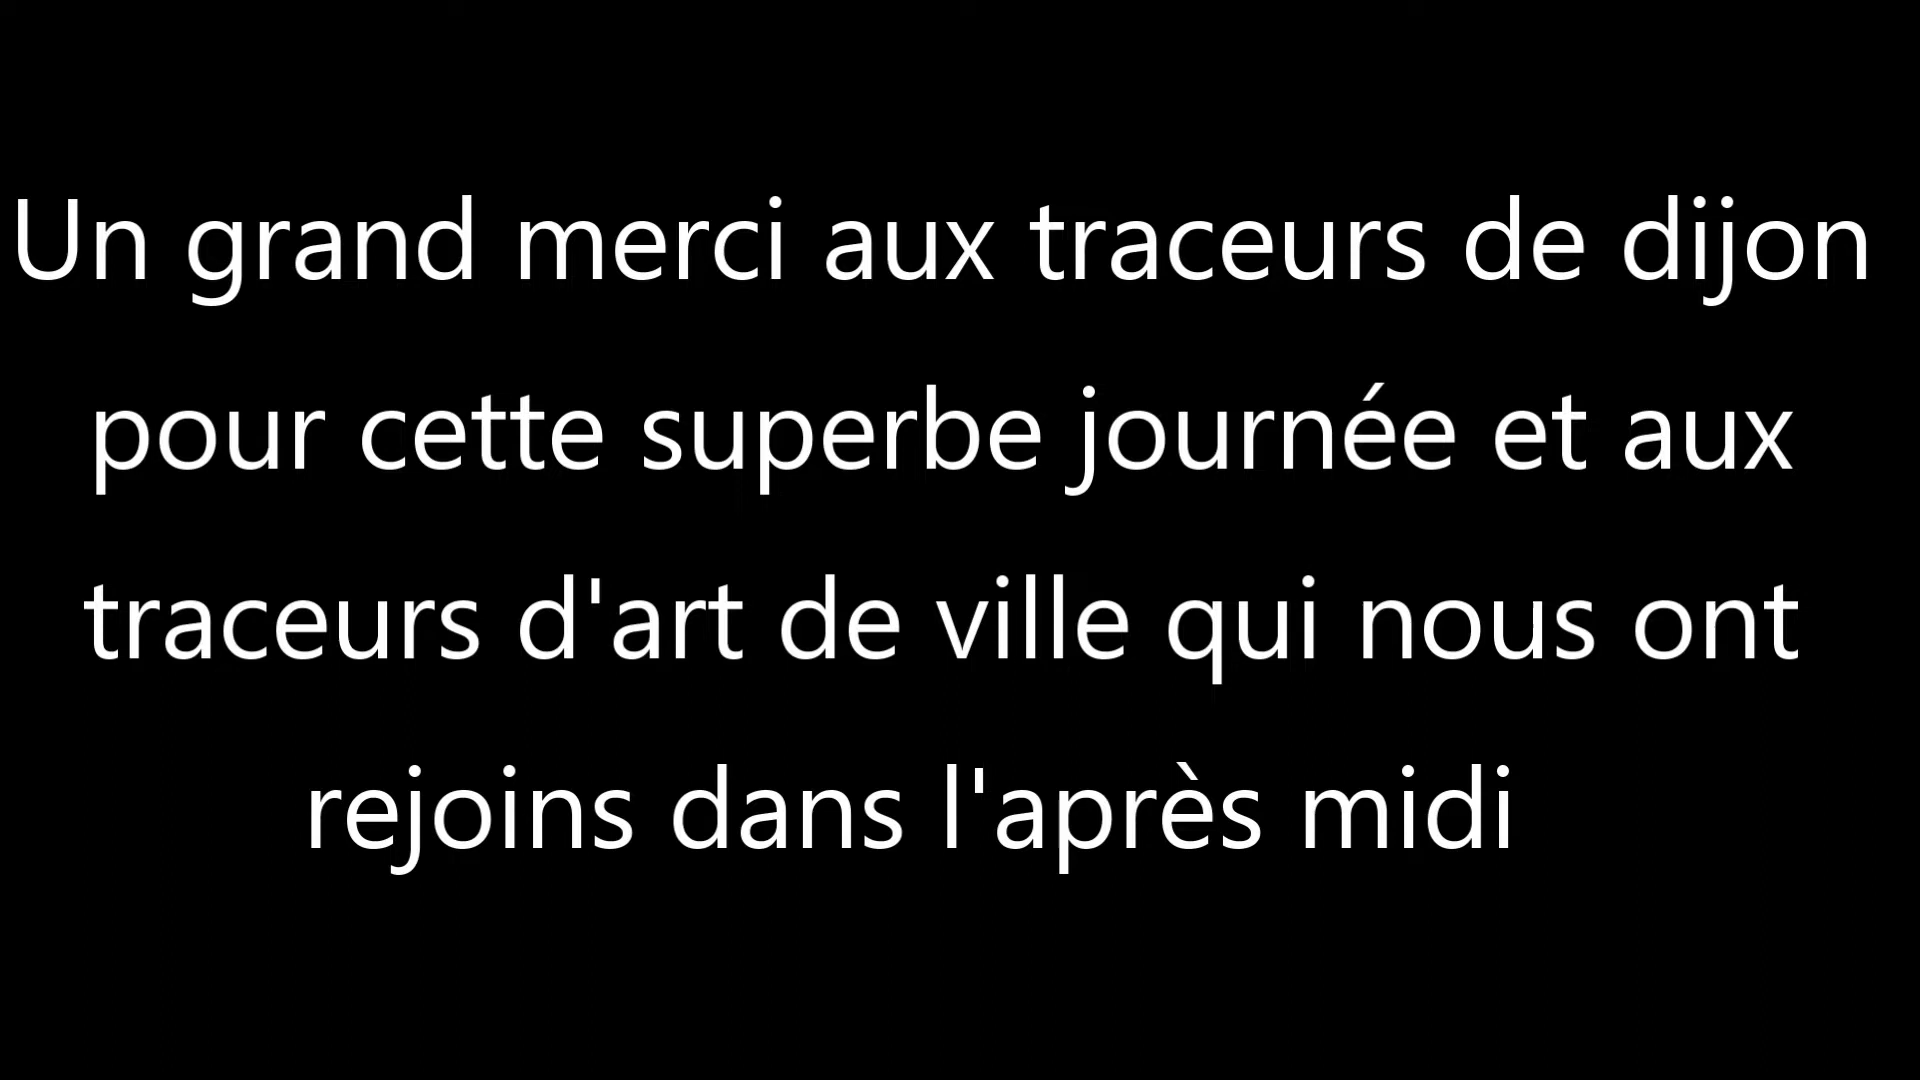 Un grand merci aux traceurs de dijon
pour cette superbe journée et aux
traceurs d'art de ville qui nous ont
rejoins dans l'après midi